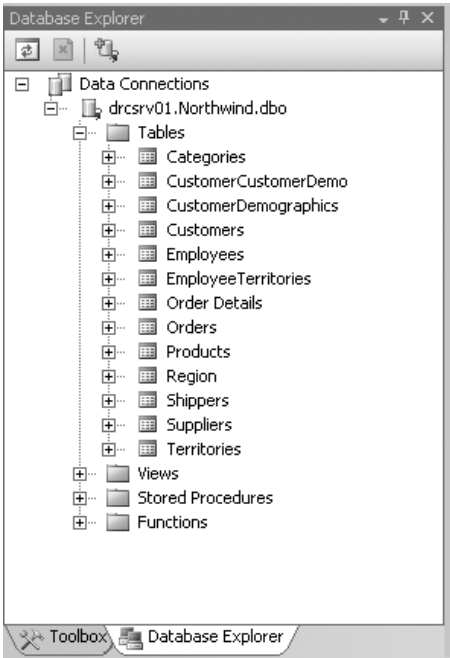 Database Explorer
Data Connections
drcsrv01.Northwind.dbo
Tables
Categories
CustomerCustomerDemo
CustomerDemographics
Customers
Employees
EmployeeTerritories
Order Details
Orders
Products
Region
Shippers
Suppliers
Territories
Views
Stored Procedures
Functions
Toolbox Database Explorer